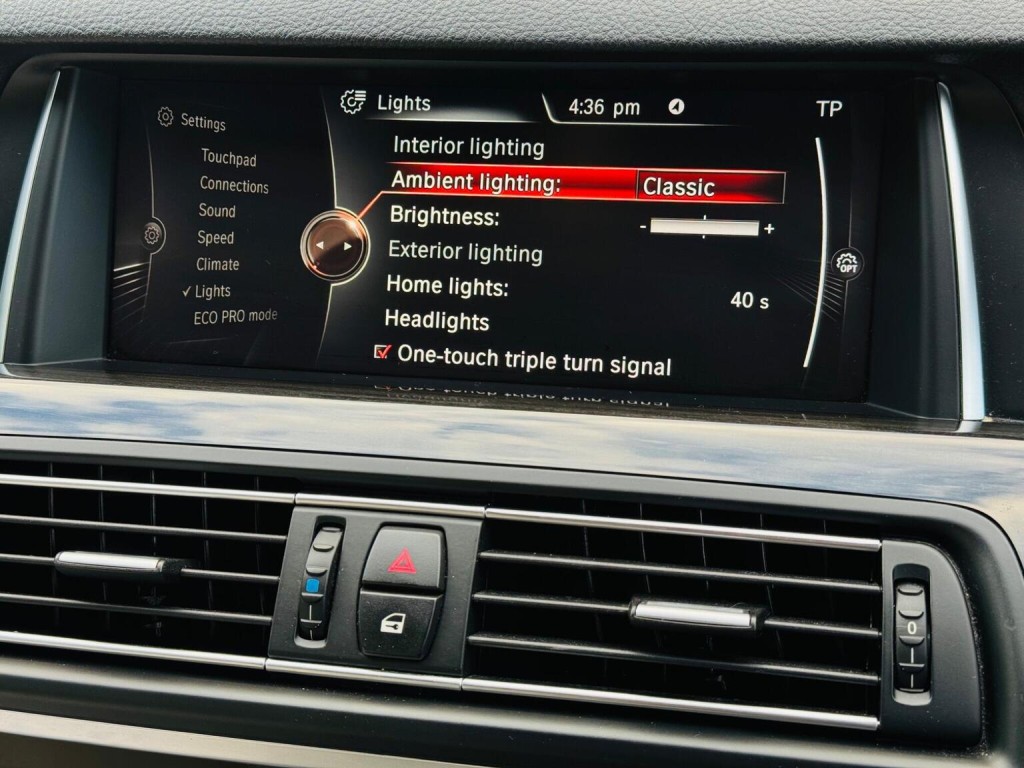 Settings
Touchpad
Connections
Sound
Speed
Climate
Lights
ECO PRO mode
Lights
4:36 pm
TP
Interior lighting
Ambient lighting: Classic
Brightness: - +
Exterior lighting
Home lights: 40 s
Headlights
One-touch triple turn signal
OPT
0